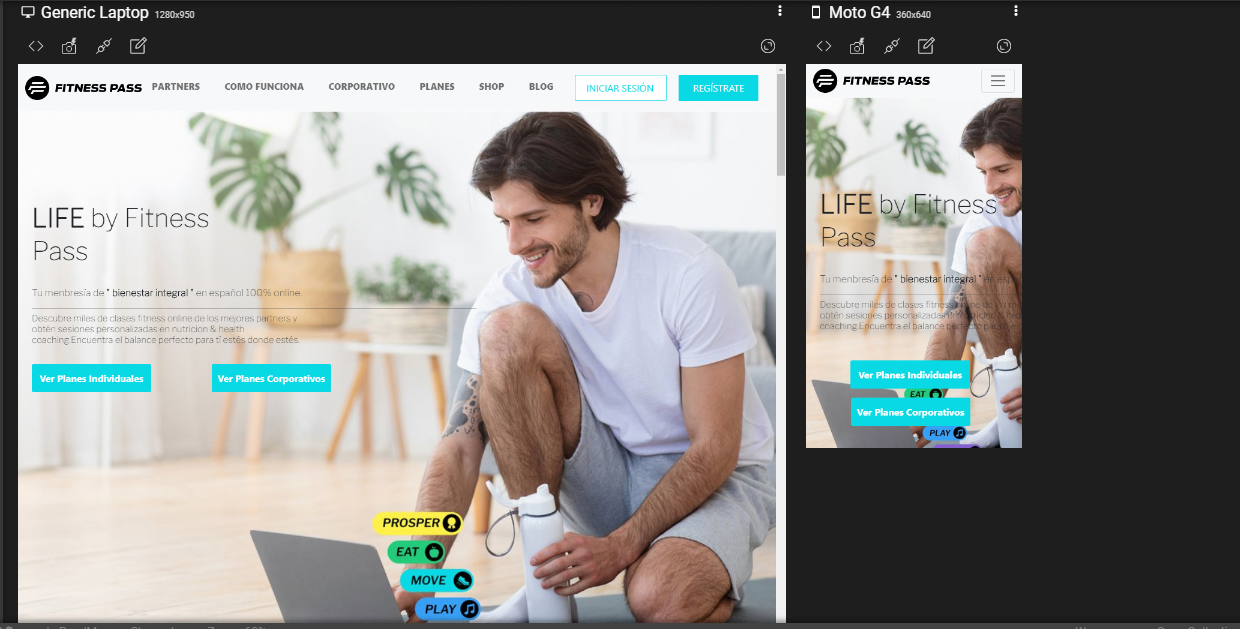 Generic Laptop 1280x950
FITNESS PASS PARTNERS COMO FUNCIONA CORPORATIVO PLANES SHOP BLOG INICIAR SESIÓN REGÍSTRATE
LIFE by Fitness
Pass
Tu menbresía de " bienestar integral " en español 100% online.
Descubre miles de clases fitness online de los mejores partners y
obtén sesiones personalizadas en nutricion & health
coaching.Encuentra el balance perfecto para tí estés donde estés.
Ver Planes Individuales Ver Planes Corporativos
PROSPER
EAT
MOVE
PLAY
Moto G4 360x640
FITNESS PASS
LIFE by Fitness
Pass
Tu menbresía de " bienestar integral "
Descubre miles de clases fitness online
obtén sesiones personalizadas
coaching.Encuentra el balance perfecto
Ver Planes Individuales
EAT
Ver Planes Corporativos
PLAY